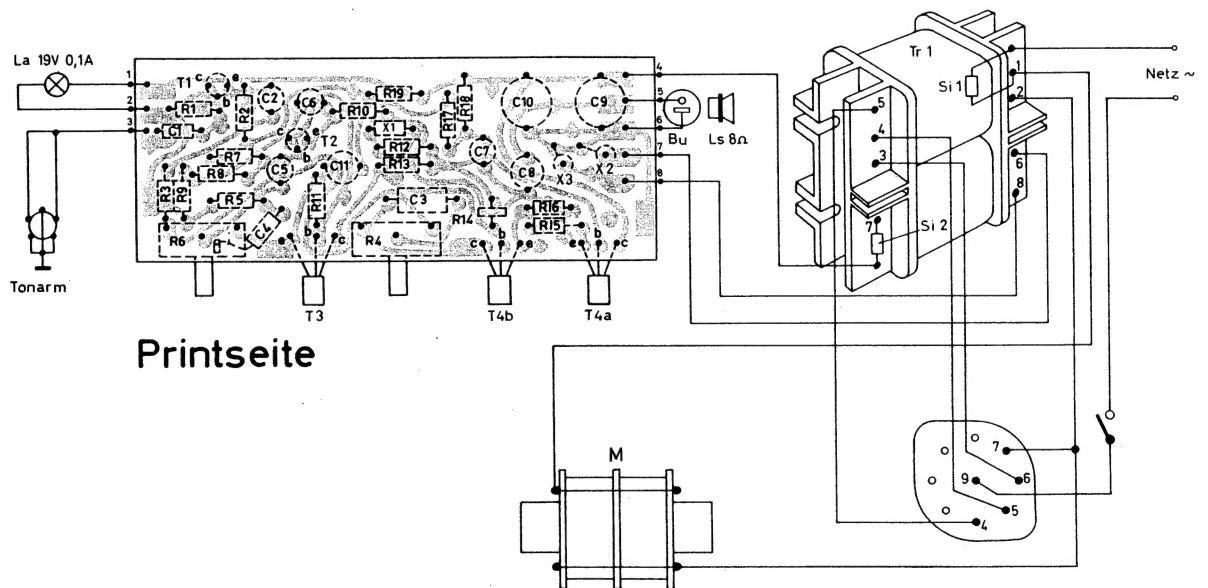 La 19V 0,1A
1
2
3
Tonarm
T1
c
e
b
R1
C1
R2
C2
C6
c
e
b
T2
R10
R19
X1
R12
R13
R17
R18
C10
C9
R7
R8
C5
C11
C7
C8
X3
X2
R3
R9
R5
C4
R11
C3
R14
R16
R15
R6
R4
e
b
c
c
b
e
e
b
c
T3
T4b
T4a
4
5
6
7
8
Bu
Ls 8Ω
Tr 1
Si 1
1
2
6
8
5
4
3
7
Si 2
Netz ~
Printseite
M
7
6
9
5
4